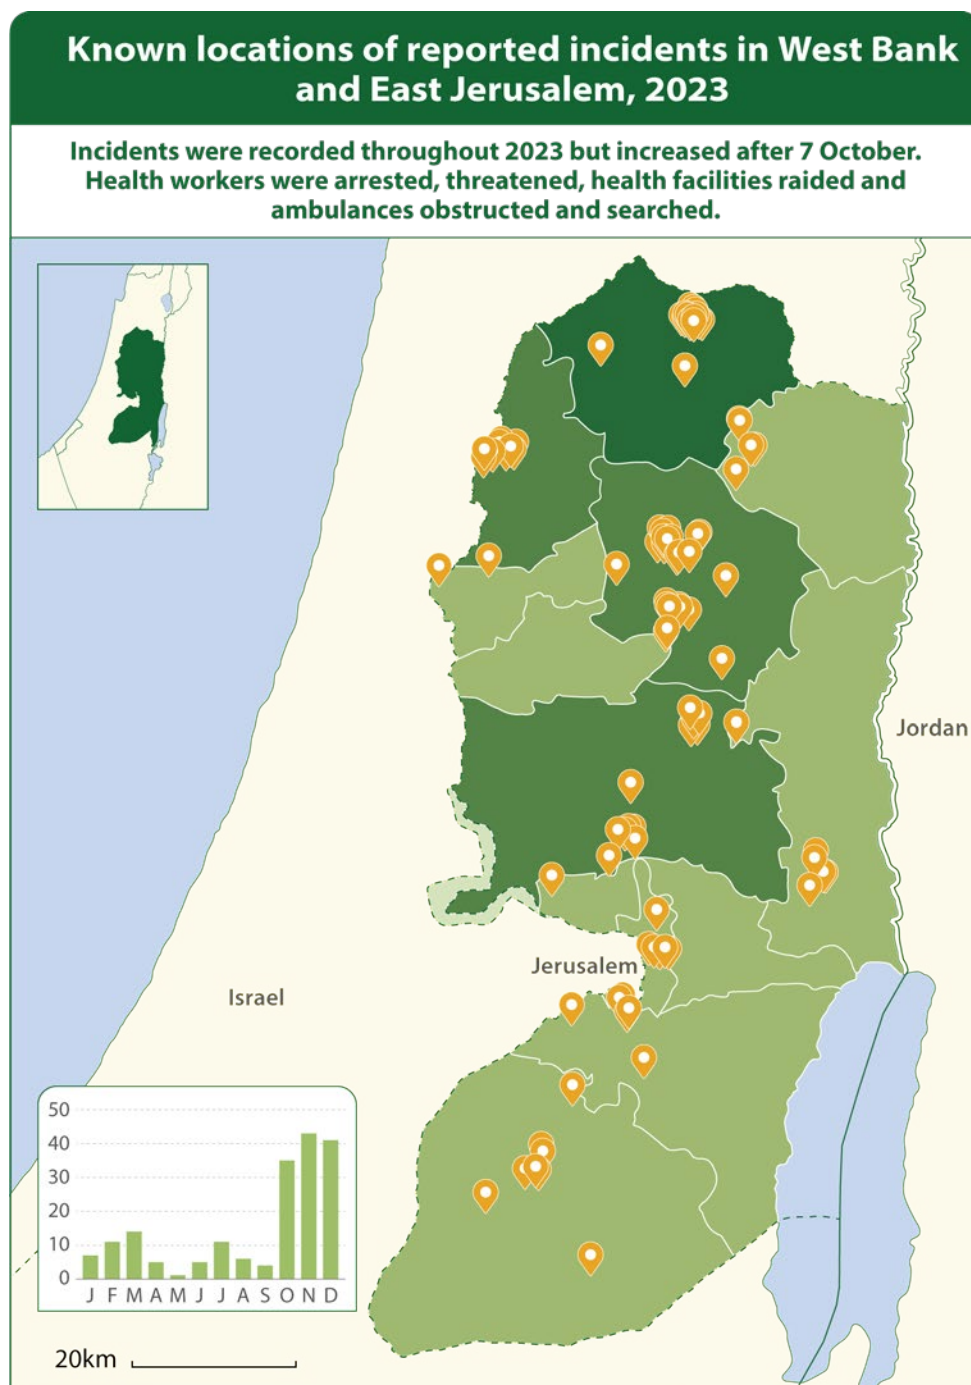 Known locations of reported incidents in West Bank
and East Jerusalem, 2023
Incidents were recorded throughout 2023 but increased after 7 October.
Health workers were arrested, threatened, health facilities raided and
ambulances obstructed and searched.
Jordan
Jerusalem
Israel
50
40
30
20
10
0
J F M A M J J A S O N D
20km